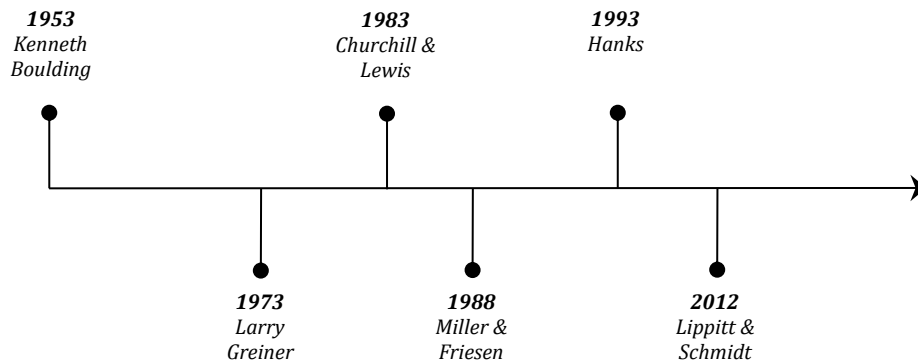 1953
Kenneth
Boulding
1983
Churchill &
Lewis
1993
Hanks
1973
Larry
Greiner
1988
Miller &
Friesen
2012
Lippitt &
Schmidt